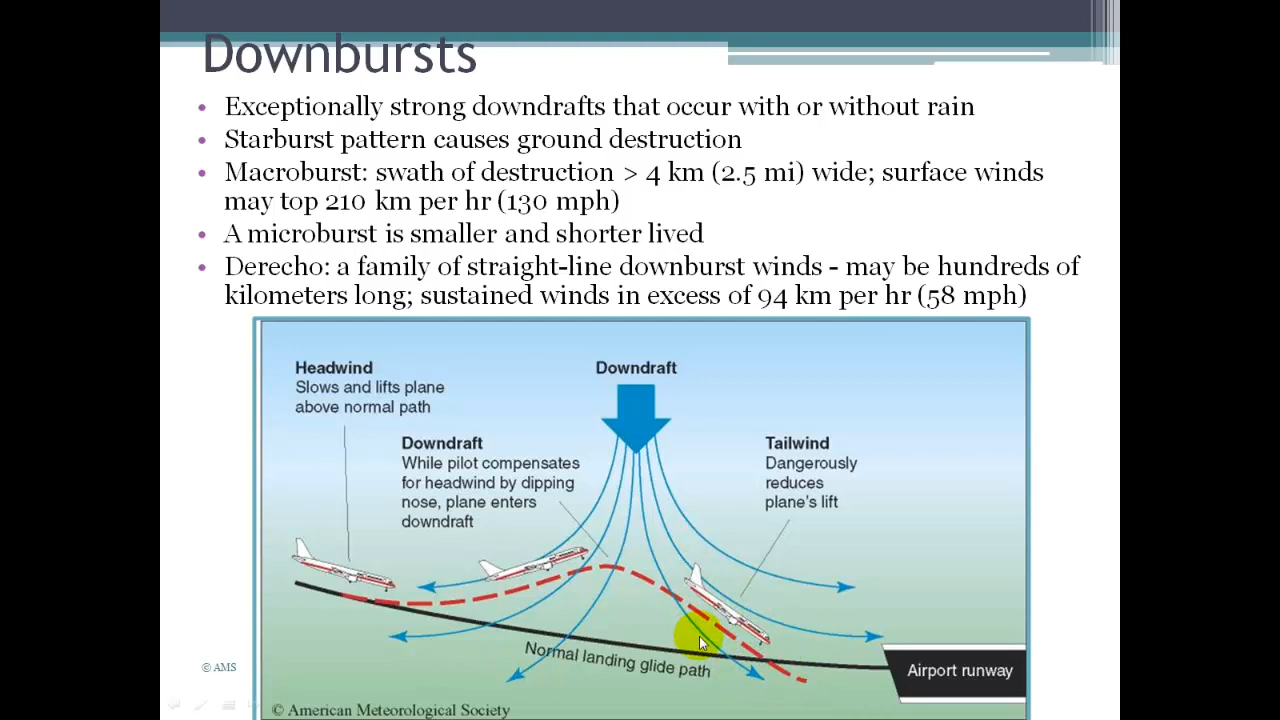 Downbursts
• Exceptionally strong downdrafts that occur with or without rain
• Starburst pattern causes ground destruction
• Macroburst: swath of destruction > 4 km (2.5 mi) wide; surface winds
may top 210 km per hr (130 mph)
• A microburst is smaller and shorter lived
• Derecho: a family of straight-line downburst winds - may be hundreds of
kilometers long; sustained winds in excess of 94 km per hr (58 mph)
Headwind
Slows and lifts plane
above normal path
Downdraft
Downdraft
While pilot compensates
for headwind by dipping
nose, plane enters
downdraft
Tailwind
Dangerously
reduces
plane's lift
Normal landing glide path
Airport runway
© AMS
© American Meteorological Society